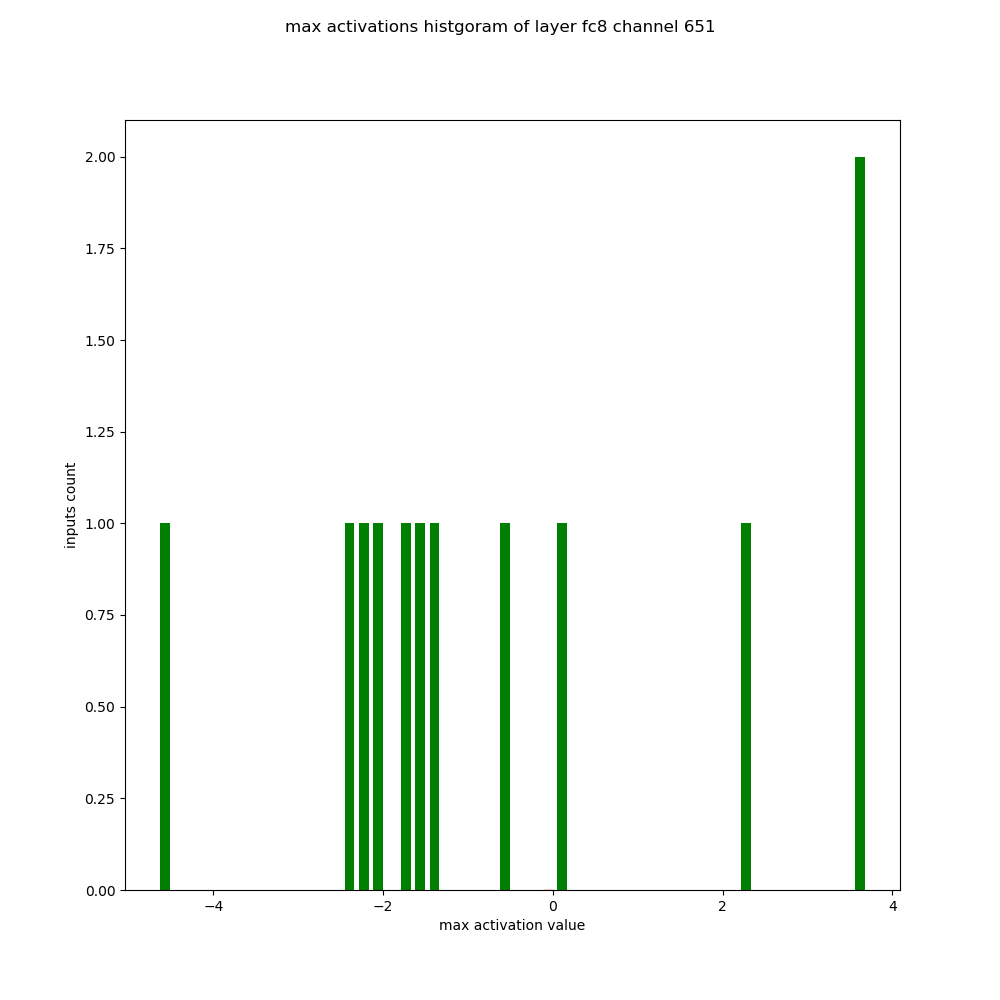 max activations histgoram of layer fc8 channel 651
2.00
1.75
1.50
1.25
1.00
0.75
0.50
0.25
0.00
inputs count
−4 −2 0 2 4
max activation value